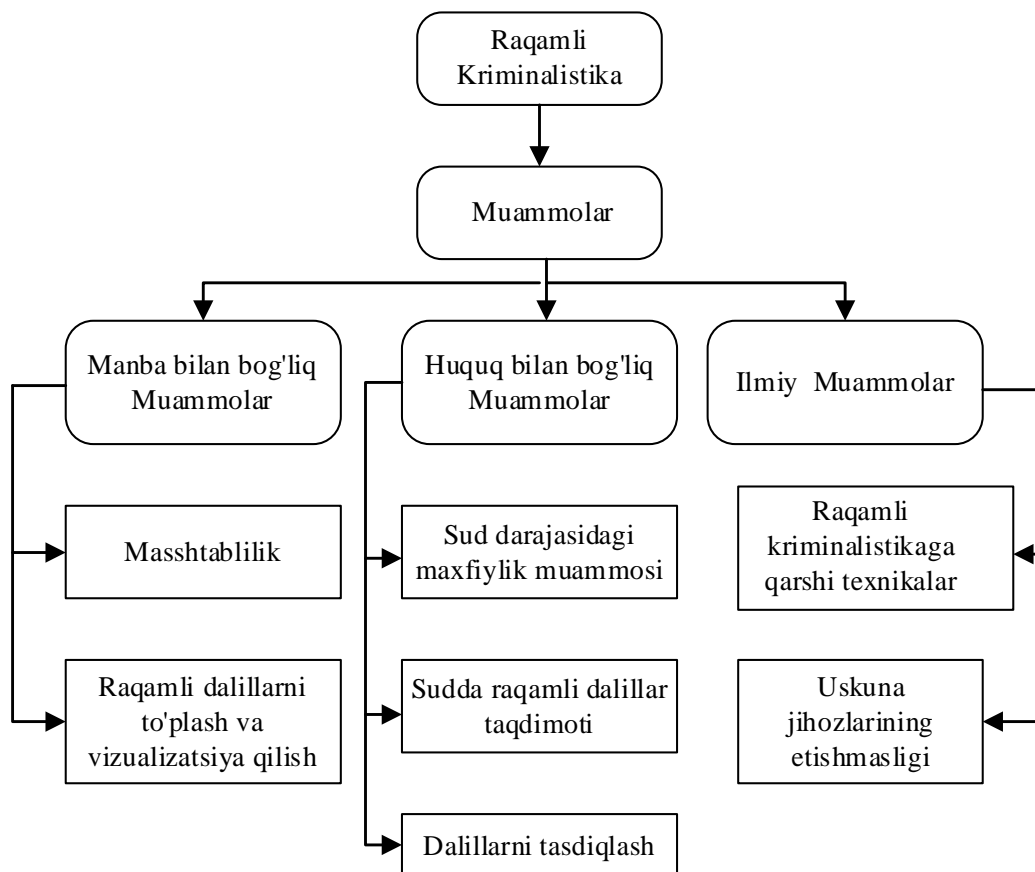 Raqamli
Kriminalistika
Muammolar
Manba bilan bog'liq
Muammolar
Huquq bilan bog'liq
Muammolar
Ilmiy Muammolar
Masshtablilik
Raqamli dalillarni
to'plash va
vizualizatsiya qilish
Sud darajasidagi
maxfiylik muammosi
Sudda raqamli dalillar
taqdimoti
Dalillarni tasdiqlash
Raqamli
kriminalistikaga
qarshi texnikalar
Uskuna
jihozlarining
etishmasligi